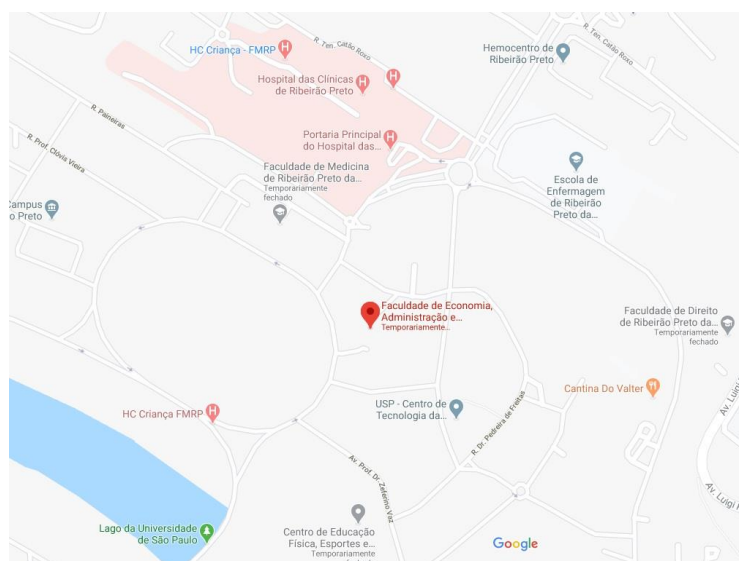 R. Ten. Catão Roxo
HC Criança - FMRP
Hemocentro de
Ribeirão Preto
R. Ten. Catão Roxo
Hospital das Clínicas
de Ribeirão Preto
R. Paineiras
Portaria Principal
do Hospital das...
R. Prof. Clóvis Vieira
Faculdade de Medicina
de Ribeirão Preto da...
Temporariamente
fechado
Escola de
Enfermagem
de Ribeirão
Preto da...
Campus
o Preto
Faculdade de Economia,
Administração e...
Temporariamente...
Faculdade de Direito
de Ribeirão Preto da...
Temporariamente
fechado
Cantina Do Valter
USP - Centro de
Tecnologia da...
HC Criança FMRP
R. Dr. Pedreira de Freitas
Av. Luigi
Av. Prof. Dr. Zeferino Vaz
Av. Luigi
Lago da Universidade
de São Paulo
Centro de Educação
Física, Esportes e...
Temporariamente
Google